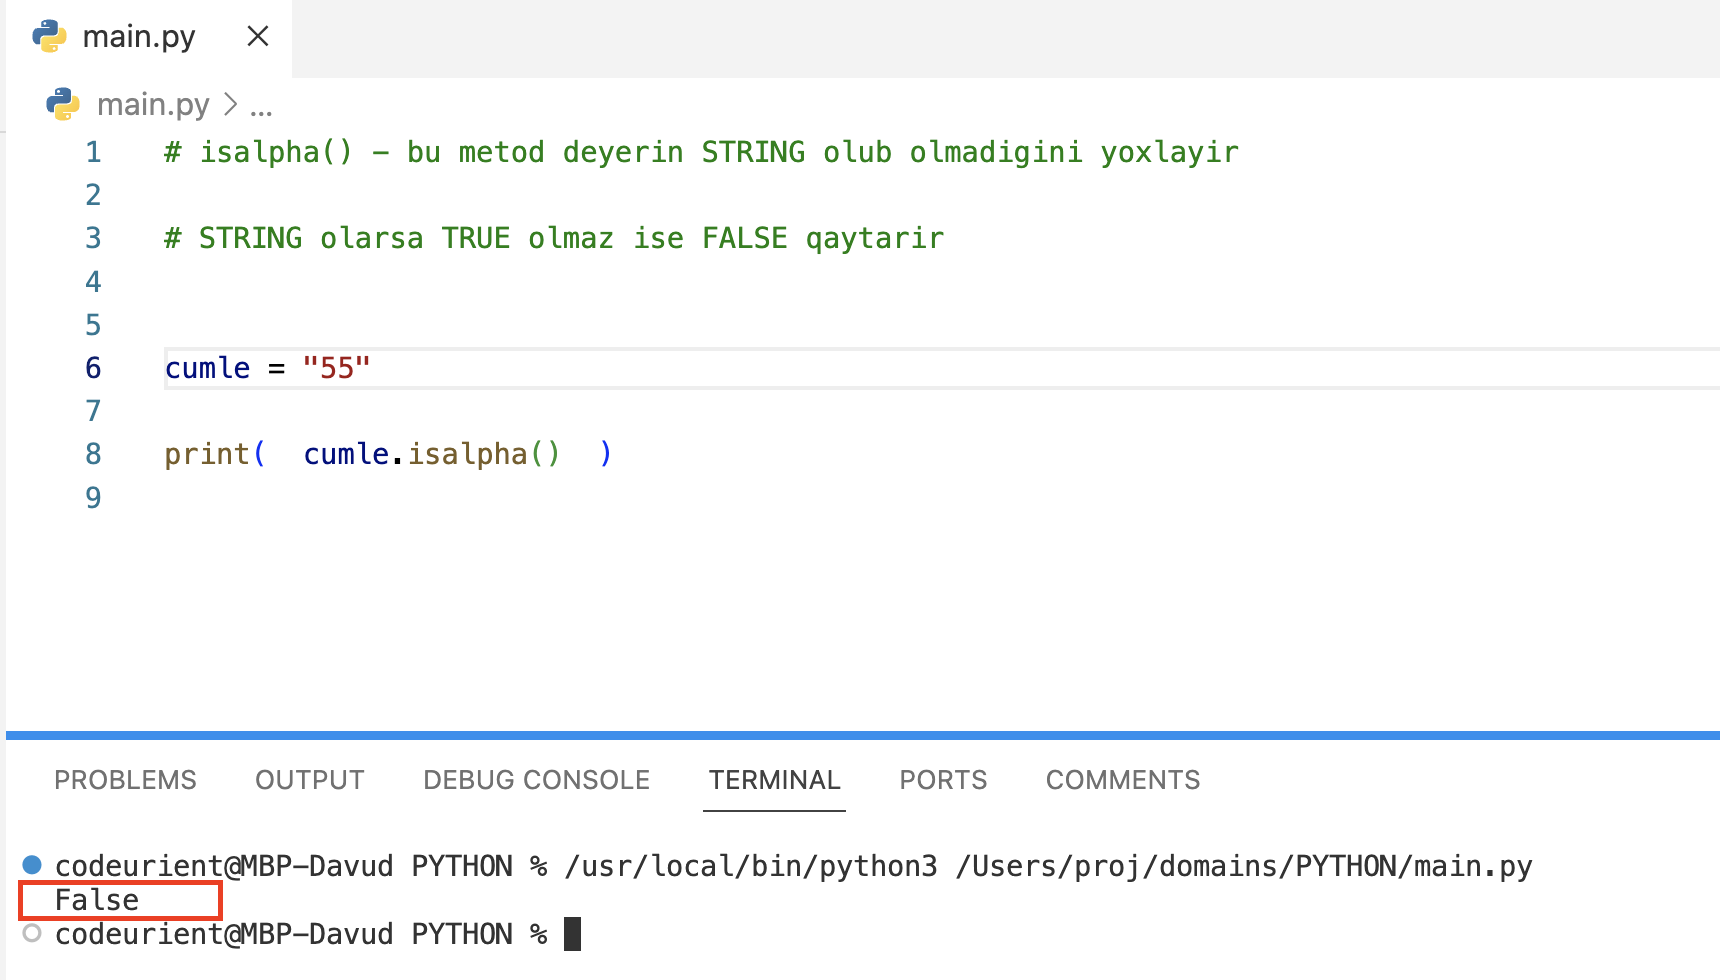 main.py
main.py > ...
1 # isalpha() - bu metod deyerin STRING olub olmadigini yoxlayir
2
3 # STRING olarsa TRUE olmaz ise FALSE qaytarir
4
5
6 cumle = "55"
7
8 print(  cumle.isalpha()  )
9
PROBLEMS OUTPUT DEBUG CONSOLE TERMINAL PORTS COMMENTS
codeurient@MBP-Davud PYTHON % /usr/local/bin/python3 /Users/proj/domains/PYTHON/main.py
False
codeurient@MBP-Davud PYTHON %